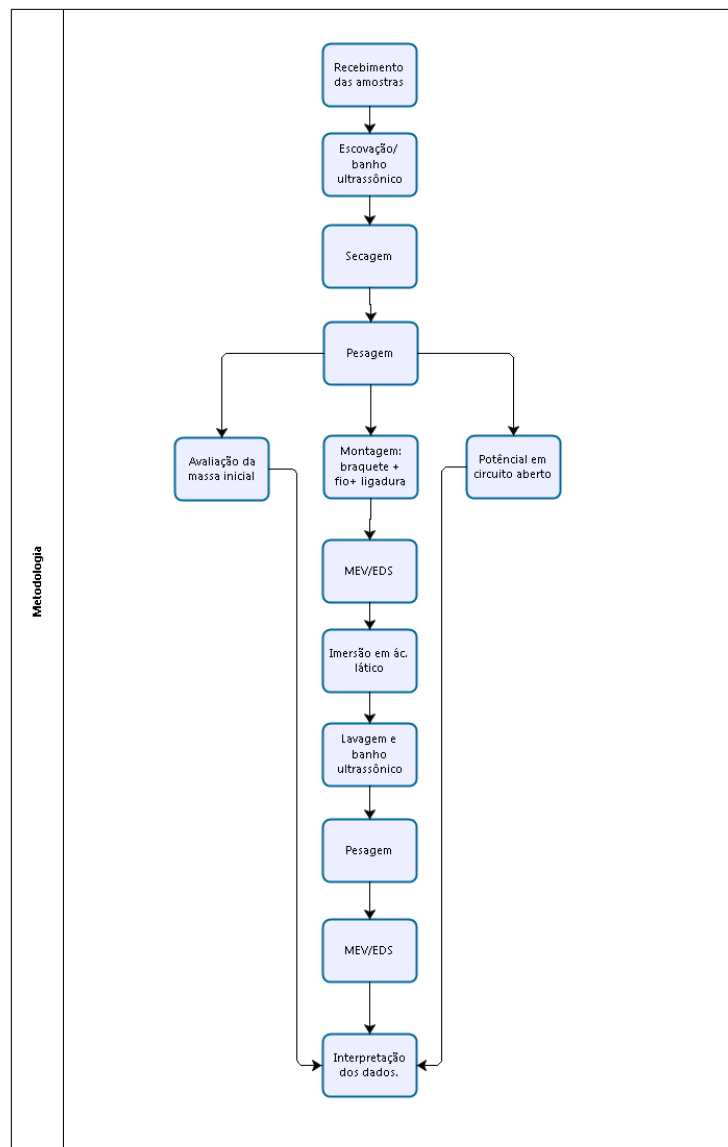 Metodologia
Recebimento
das amostras
Escovação/
banho
ultrassônico
Secagem
Pesagem
Avaliação da
massa inicial
Montagem:
braquete +
fio+ ligadura
Potêncial em
circuito aberto
MEV/EDS
Imersão em ác.
lático
Lavagem e
banho
ultrassônico
Pesagem
MEV/EDS
Interpretação
dos dados.